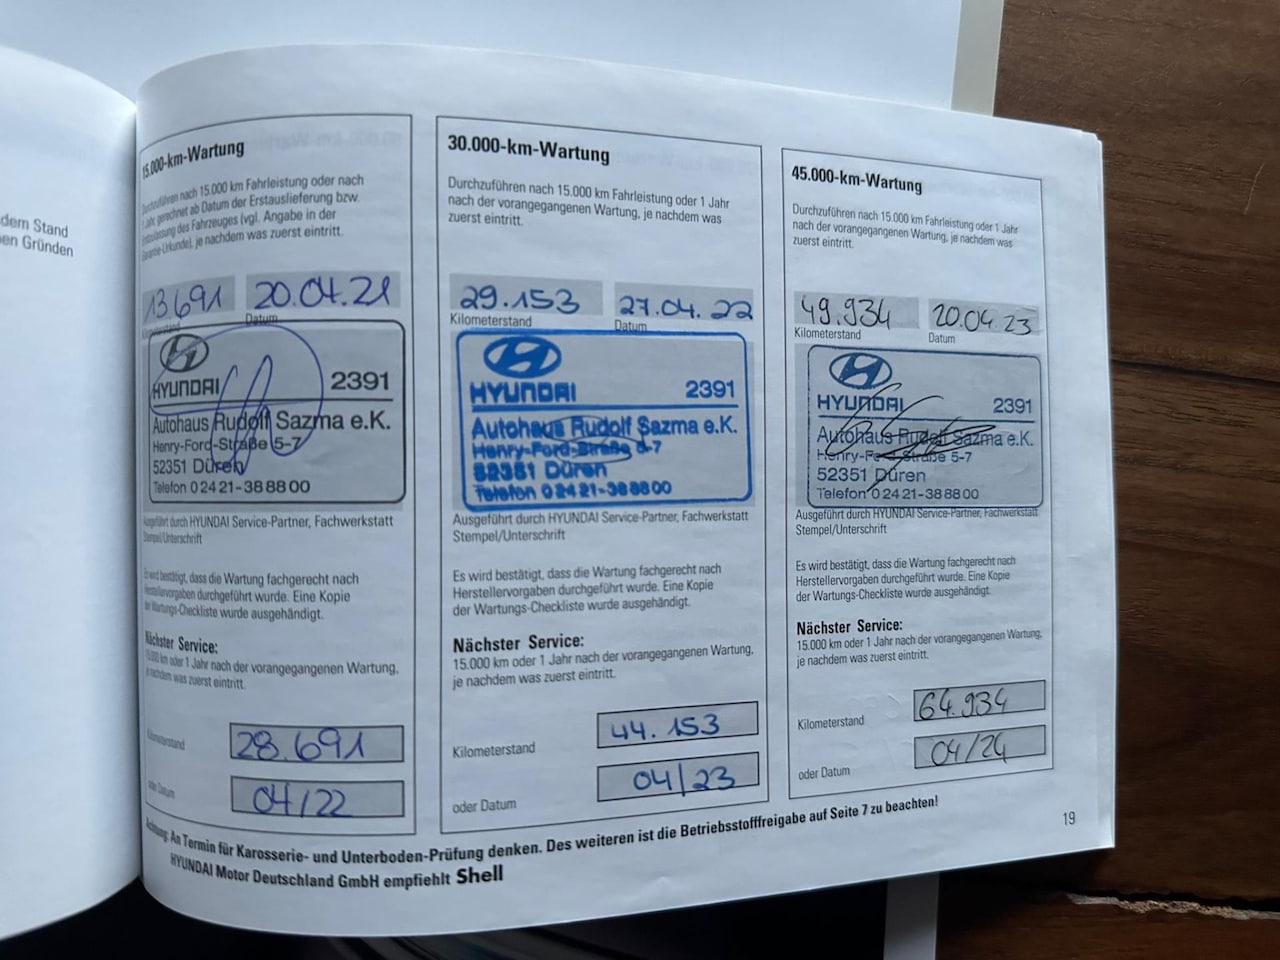 dem Stand
en Gründen
15.000-km-Wartung
Durchzuführen nach 15.000 km Fahrleistung oder nach
1 Jahr gerechnet ab Datum der Erstauslieferung bzw.
Erstzulassung des Fahrzeuges (vgl. Angabe in der
Garantie-Urkunde), je nachdem was zuerst eintritt.
13691 20.04.21
Kilometerstand Datum
HYUNDAI 2391
Autohaus Rudolf Sazma e.K.
Henry-Ford-Straße 5-7
52351 Düren
Telefon 0 24 21-38 88 00
Ausgeführt durch HYUNDAI Service-Partner, Fachwerkstatt
Stempel/Unterschrift
Es wird bestätigt, dass die Wartung fachgerecht nach
Herstellervorgaben durchgeführt wurde. Eine Kopie
der Wartungs-Checkliste wurde ausgehändigt.
Nächster Service:
15.000 km oder 1 Jahr nach der vorangegangenen Wartung,
je nachdem was zuerst eintritt.
Kilometerstand 28.691
oder Datum 04/22
30.000-km-Wartung
Durchzuführen nach 15.000 km Fahrleistung oder 1 Jahr
nach der vorangegangenen Wartung, je nachdem was
zuerst eintritt.
29.153 27.04.22
Kilometerstand Datum
HYUNDAI 2391
Autohaus Rudolf Sazma e.K.
Henry-Ford-Straße 5-7
52351 Düren
Telefon 0 24 21-38 88 00
Ausgeführt durch HYUNDAI Service-Partner, Fachwerkstatt
Stempel/Unterschrift
Es wird bestätigt, dass die Wartung fachgerecht nach
Herstellervorgaben durchgeführt wurde. Eine Kopie
der Wartungs-Checkliste wurde ausgehändigt.
Nächster Service:
15.000 km oder 1 Jahr nach der vorangegangenen Wartung,
je nachdem was zuerst eintritt.
Kilometerstand 44.153
oder Datum 04/23
45.000-km-Wartung
Durchzuführen nach 15.000 km Fahrleistung oder 1 Jahr
nach der vorangegangenen Wartung, je nachdem was
zuerst eintritt.
49.934 20.04.23
Kilometerstand Datum
HYUNDAI 2391
Autohaus Rudolf Sazma e.K.
Henry-Ford-Straße 5-7
52351 Düren
Telefon 0 24 21-38 88 00
Ausgeführt durch HYUNDAI Service-Partner, Fachwerkstatt
Stempel/Unterschrift
Es wird bestätigt, dass die Wartung fachgerecht nach
Herstellervorgaben durchgeführt wurde. Eine Kopie
der Wartungs-Checkliste wurde ausgehändigt.
Nächster Service:
15.000 km oder 1 Jahr nach der vorangegangenen Wartung,
je nachdem was zuerst eintritt.
Kilometerstand 64.934
oder Datum 04/24
Achtung: An Termin für Karosserie- und Unterboden-Prüfung denken. Des weiteren ist die Betriebsstofffreigabe auf Seite 7 zu beachten!
HYUNDAI Motor Deutschland GmbH empfiehlt Shell
19